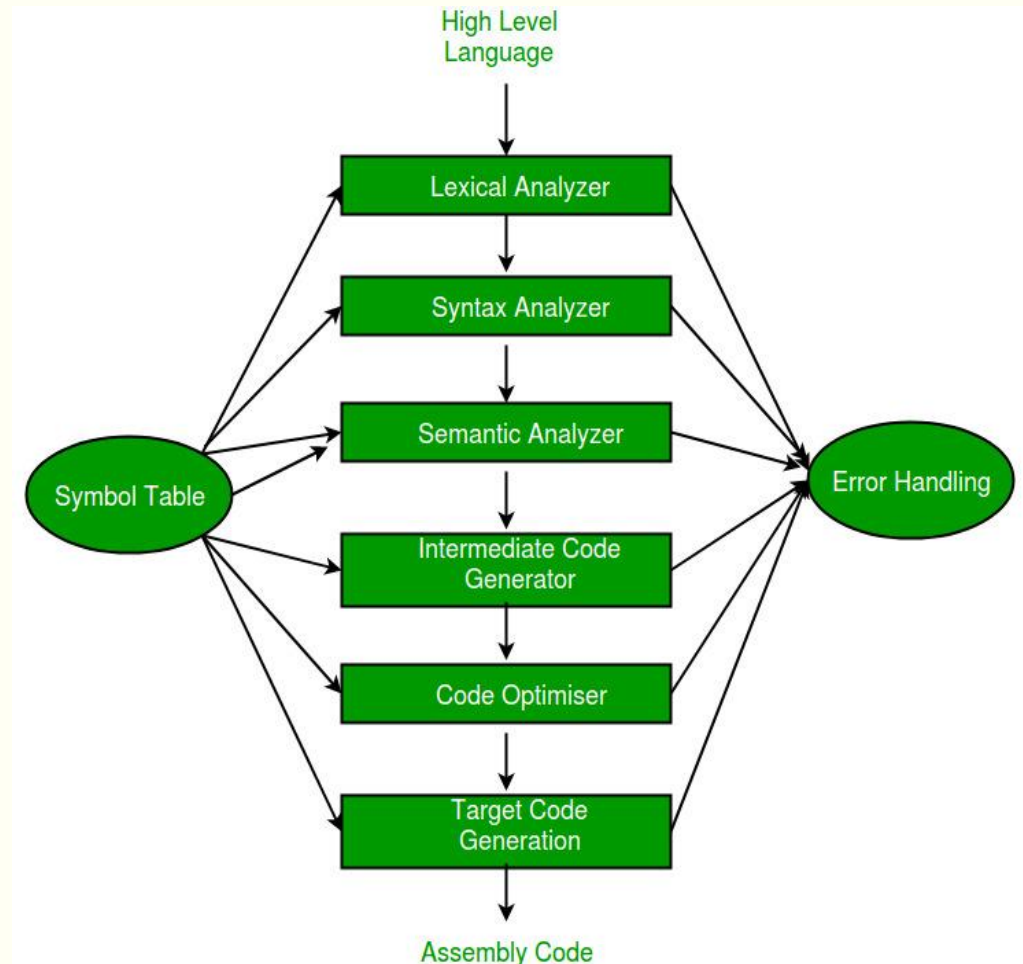 High Level
Language
Lexical Analyzer
Syntax Analyzer
Semantic Analyzer
Symbol Table
Error Handling
Intermediate Code
Generator
Code Optimiser
Target Code
Generation
Assembly Code